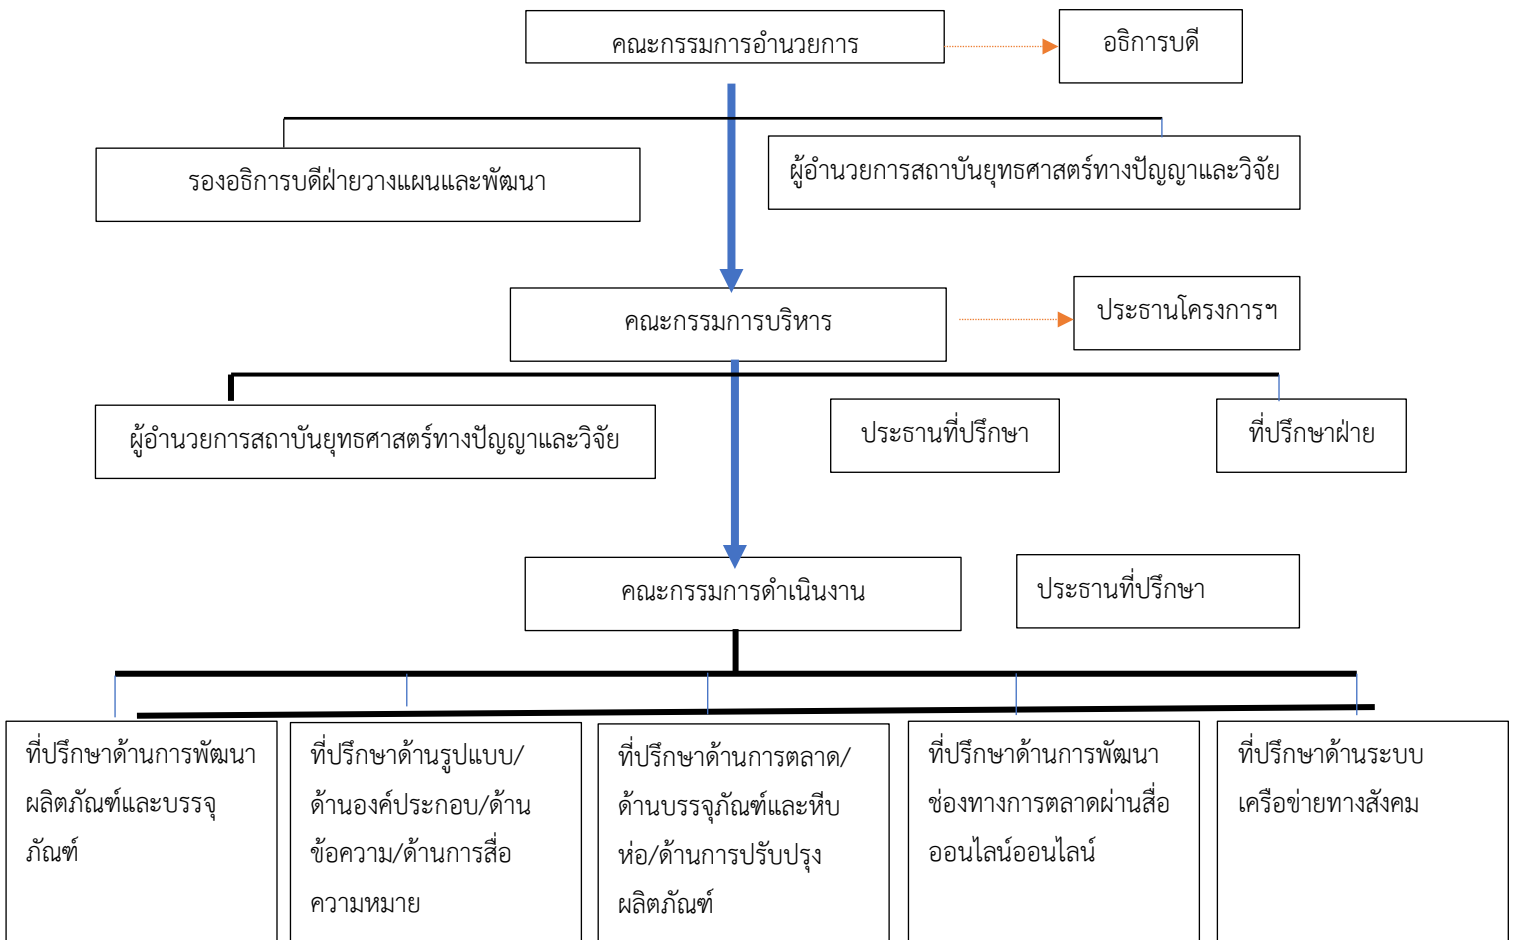 คณะกรรมการอำนวยการ
อธิการบดี
รองอธิการบดีฝ่ายวางแผนและพัฒนา
ผู้อำนวยการสถาบันยุทธศาสตร์ทางปัญญาและวิจัย
คณะกรรมการบริหาร
ประธานโครงการฯ
ผู้อำนวยการสถาบันยุทธศาสตร์ทางปัญญาและวิจัย
ประธานที่ปรึกษา
ที่ปรึกษาฝ่าย
คณะกรรมการดำเนินงาน
ประธานที่ปรึกษา
ที่ปรึกษาด้านการพัฒนา
ผลิตภัณฑ์และบรรจุ
ภัณฑ์
ที่ปรึกษาด้านรูปแบบ/
ด้านองค์ประกอบ/ด้าน
ข้อความ/ด้านการสื่อ
ความหมาย
ที่ปรึกษาด้านการตลาด/
ด้านบรรจุภัณฑ์และหีบ
ห่อ/ด้านการปรับปรุง
ผลิตภัณฑ์
ที่ปรึกษาด้านการพัฒนา
ช่องทางการตลาดผ่านสื่อ
ออนไลน์ออนไลน์
ที่ปรึกษาด้านระบบ
เครือข่ายทางสังคม